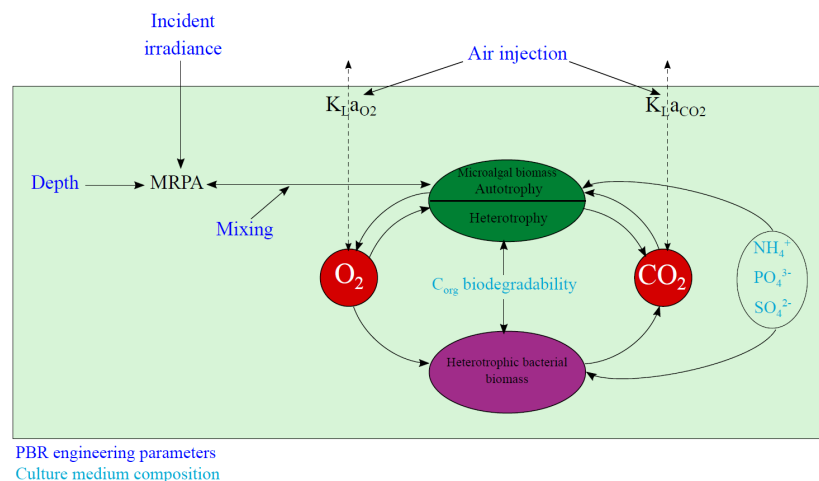 Incident
irradiance
Air injection
KLaO2
KLaCO2
Depth
MRPA
Mixing
Microalgal biomass
Autotrophy
Heterotrophy
O2
CO2
NH4+
PO43-
SO42-
Corg biodegradability
Heterotrophic bacterial
biomass
PBR engineering parameters
Culture medium composition